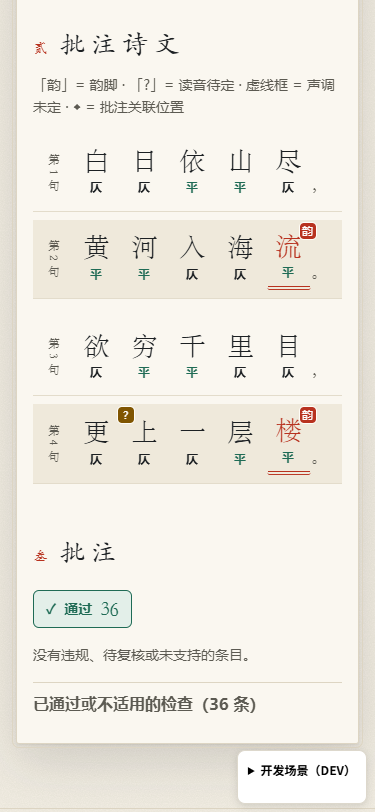 贰 批注诗文
「韵」= 韵脚 · 「?」= 读音待定 · 虚线框 = 声调
未定 · ◆ = 批注关联位置
第1句 白日依山尽，
仄仄平平仄
韵
第2句 黄河入海流。
平平仄仄平
第3句 欲穷千里目，
仄平平仄仄
? 韵
第4句 更上一层楼。
仄仄仄平平
叁 批注
✓ 通过 36
没有违规、待复核或未支持的条目。
已通过或不适用的检查（36 条）
▶ 开发场景（DEV）